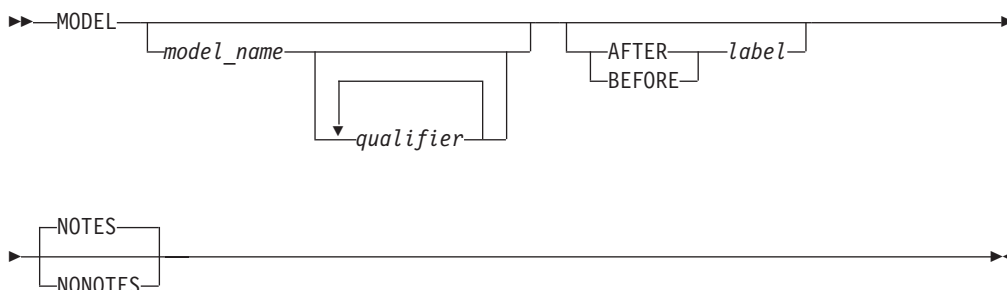 MODEL
model_name
qualifier
AFTER
BEFORE
label
NOTES
NONOTES